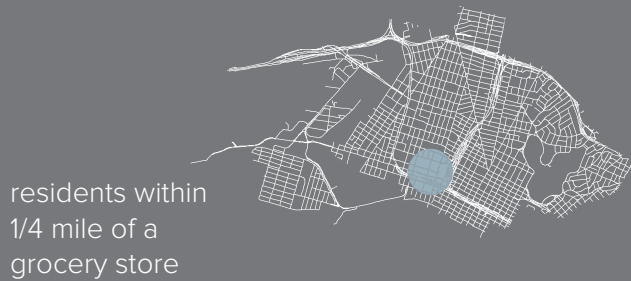 residents within
1/4 mile of a
grocery store